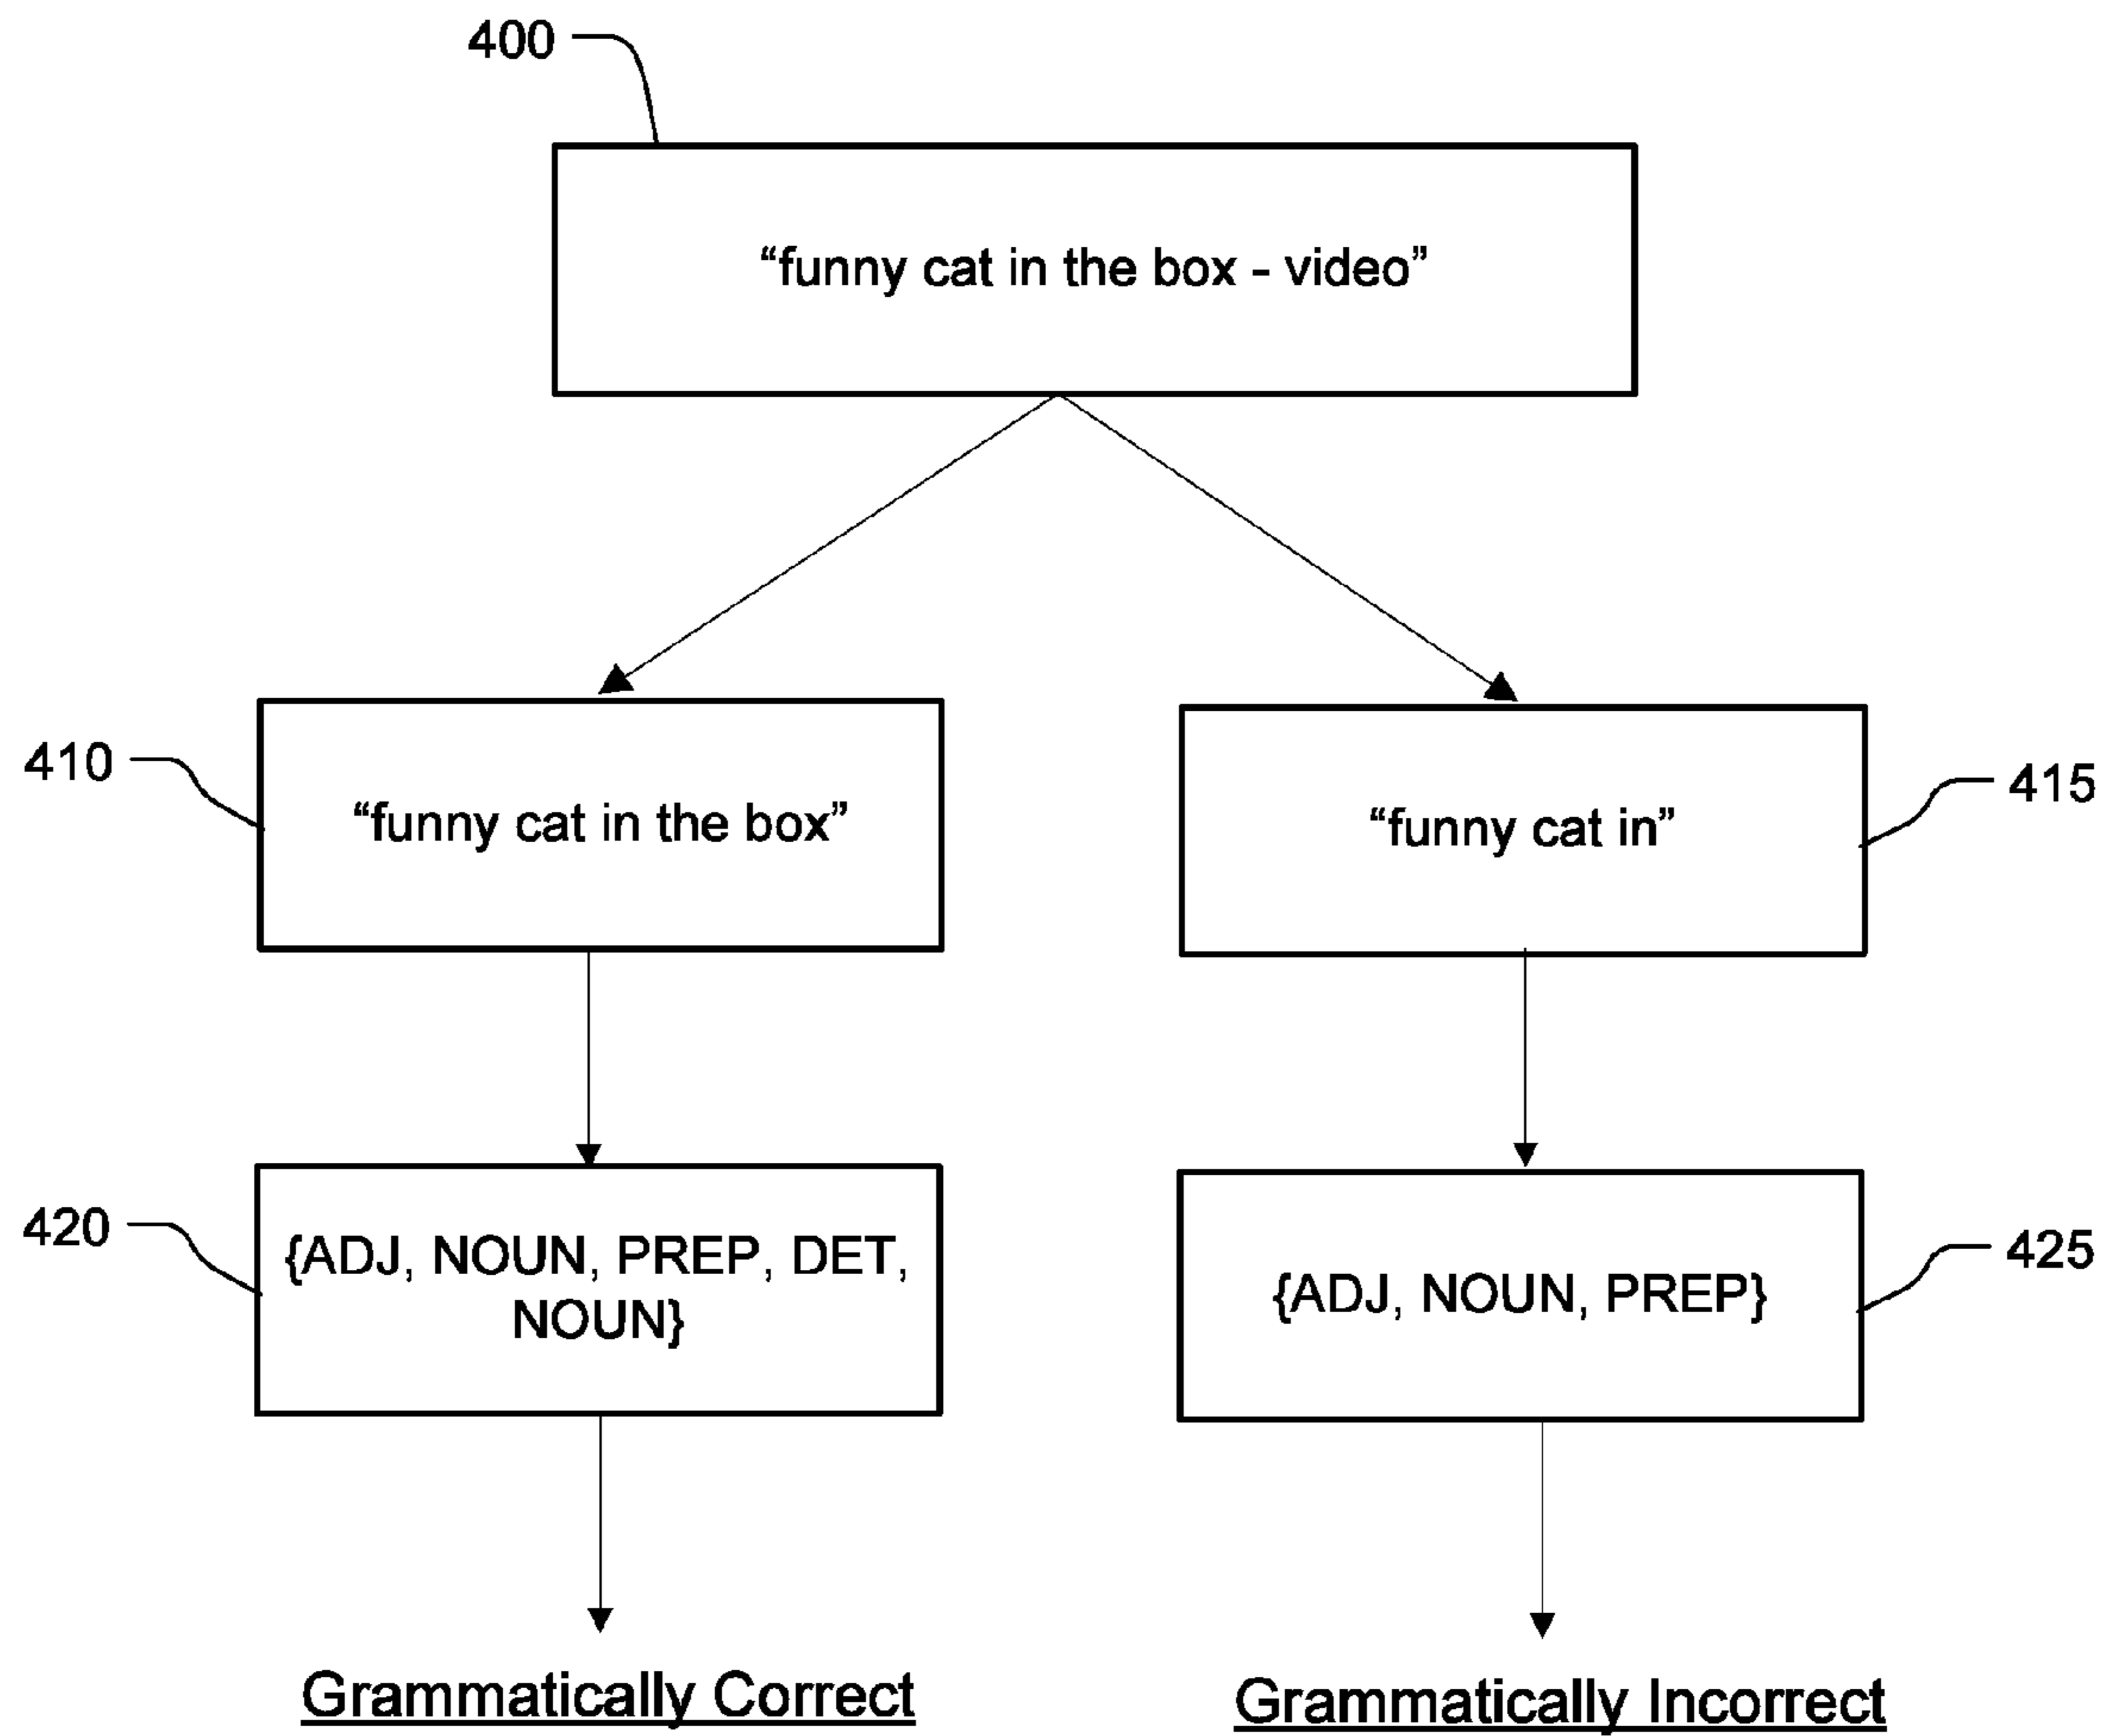 400
“funny cat in the box - video”
410
“funny cat in the box”
“funny cat in”
415
420
{ADJ, NOUN, PREP, DET,
NOUN}
{ADJ, NOUN, PREP}
425
Grammatically Correct
Grammatically Incorrect